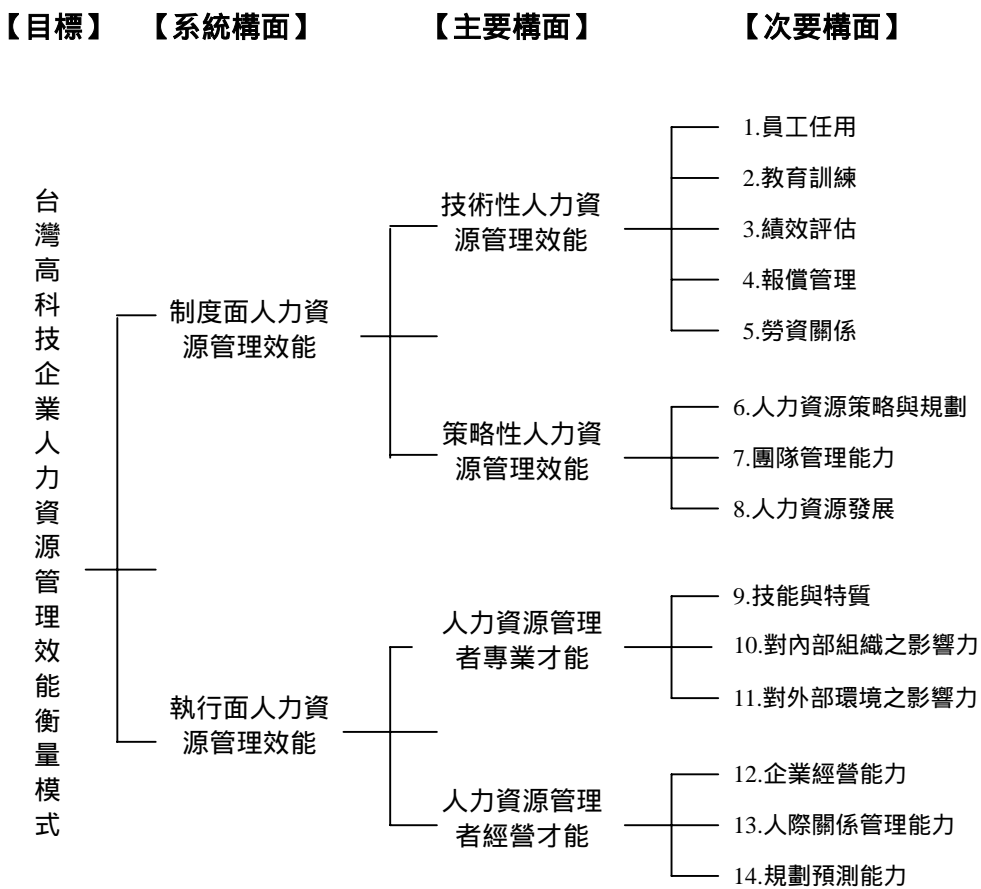 【目標】 【系統構面】 【主要構面】 【次要構面】
台灣高科技企業人力資源管理效能衡量模式
制度面人力資
源管理效能
技術性人力資
源管理效能
1.員工任用
2.教育訓練
3.績效評估
4.報償管理
5.勞資關係
策略性人力資
源管理效能
6.人力資源策略與規劃
7.團隊管理能力
8.人力資源發展
執行面人力資
源管理效能
人力資源管理
者專業才能
9.技能與特質
10.對內部組織之影響力
11.對外部環境之影響力
人力資源管理
者經營才能
12.企業經營能力
13.人際關係管理能力
14.規劃預測能力